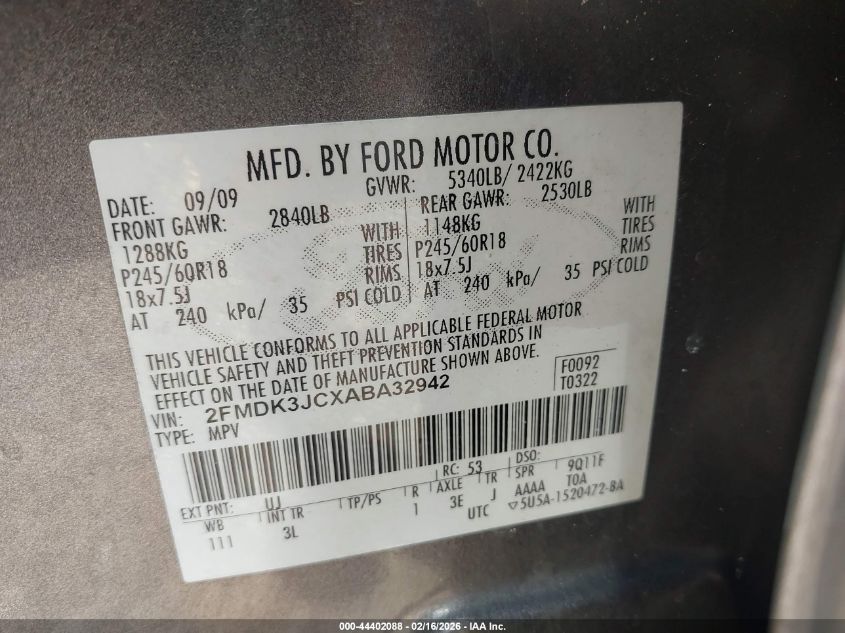 MFD. BY FORD MOTOR CO.
DATE: 09/09 GVWR: 5340LB/ 2422KG
FRONT GAWR: 2840LB REAR GAWR: 2530LB
1288KG WITH 1148KG WITH
P245/60R18 TIRES P245/60R18 TIRES
18x7.5J RIMS 18x7.5J RIMS
AT 240 kPa/ 35 PSI COLD AT 240 kPa/ 35 PSI COLD
THIS VEHICLE CONFORMS TO ALL APPLICABLE FEDERAL MOTOR
VEHICLE SAFETY AND THEFT PREVENTION STANDARDS IN
EFFECT ON THE DATE OF MANUFACTURE SHOWN ABOVE.
F0092
T0322
VIN: 2FMDK3JCXABA32942
TYPE: MPV
EXT PNT: UJ RC: 53 DSO:
WB INT TR TP/PS R AXLE TR SPR 9Q11F
111 3L 1 3E J AAAA TOA
UTC ▽5U5A-1520472-BA
000-44402088 - 02/16/2026 - IAA Inc.